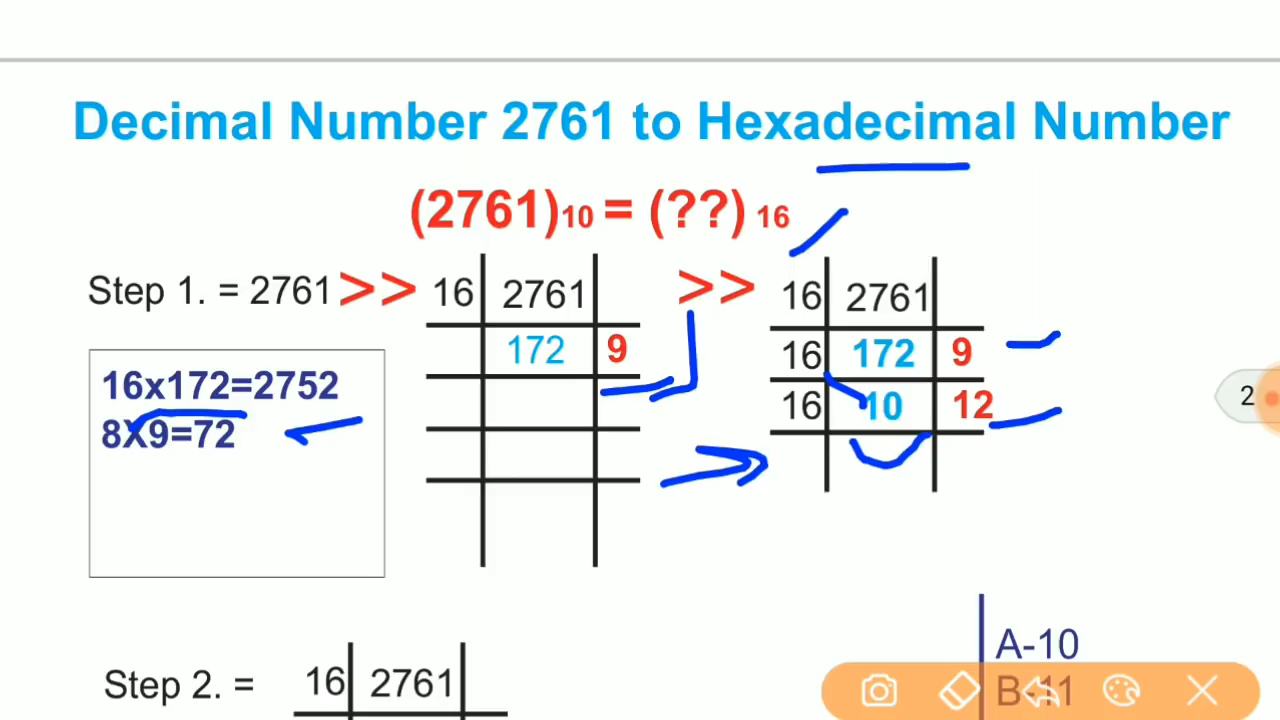 Decimal Number 2761 to Hexadecimal Number
(2761)10 = (??) 16
Step 1. = 2761 >> 16 2761 >> 16 2761
172 9 16 172 9
16 10 12
16x172=2752
8X9=72
2
Step 2. = 16 2761
A-10
B-11